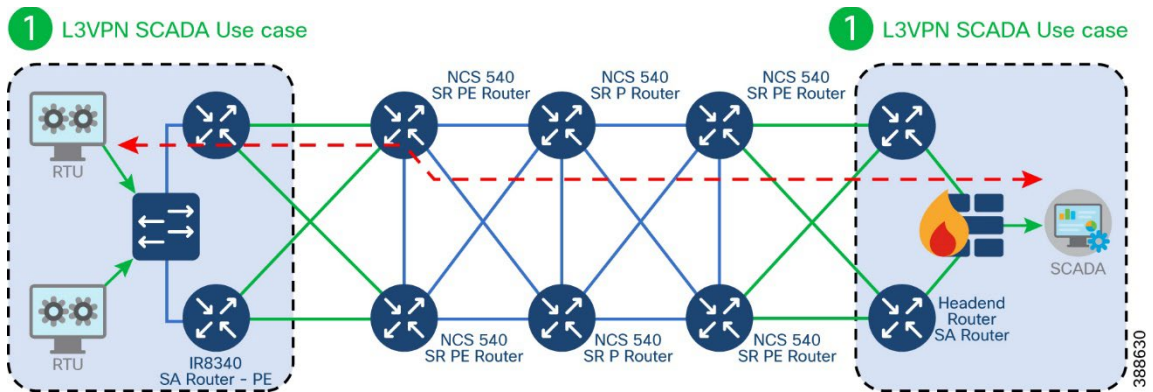 1 L3VPN SCADA Use case
1 L3VPN SCADA Use case
NCS 540
SR PE Router
NCS 540
SR P Router
NCS 540
SR PE Router
RTU
RTU
IR8340
SA Router - PE
NCS 540
SR PE Router
NCS 540
SR P Router
NCS 540
SR PE Router
Headend
Router
SA Router
SCADA
388630